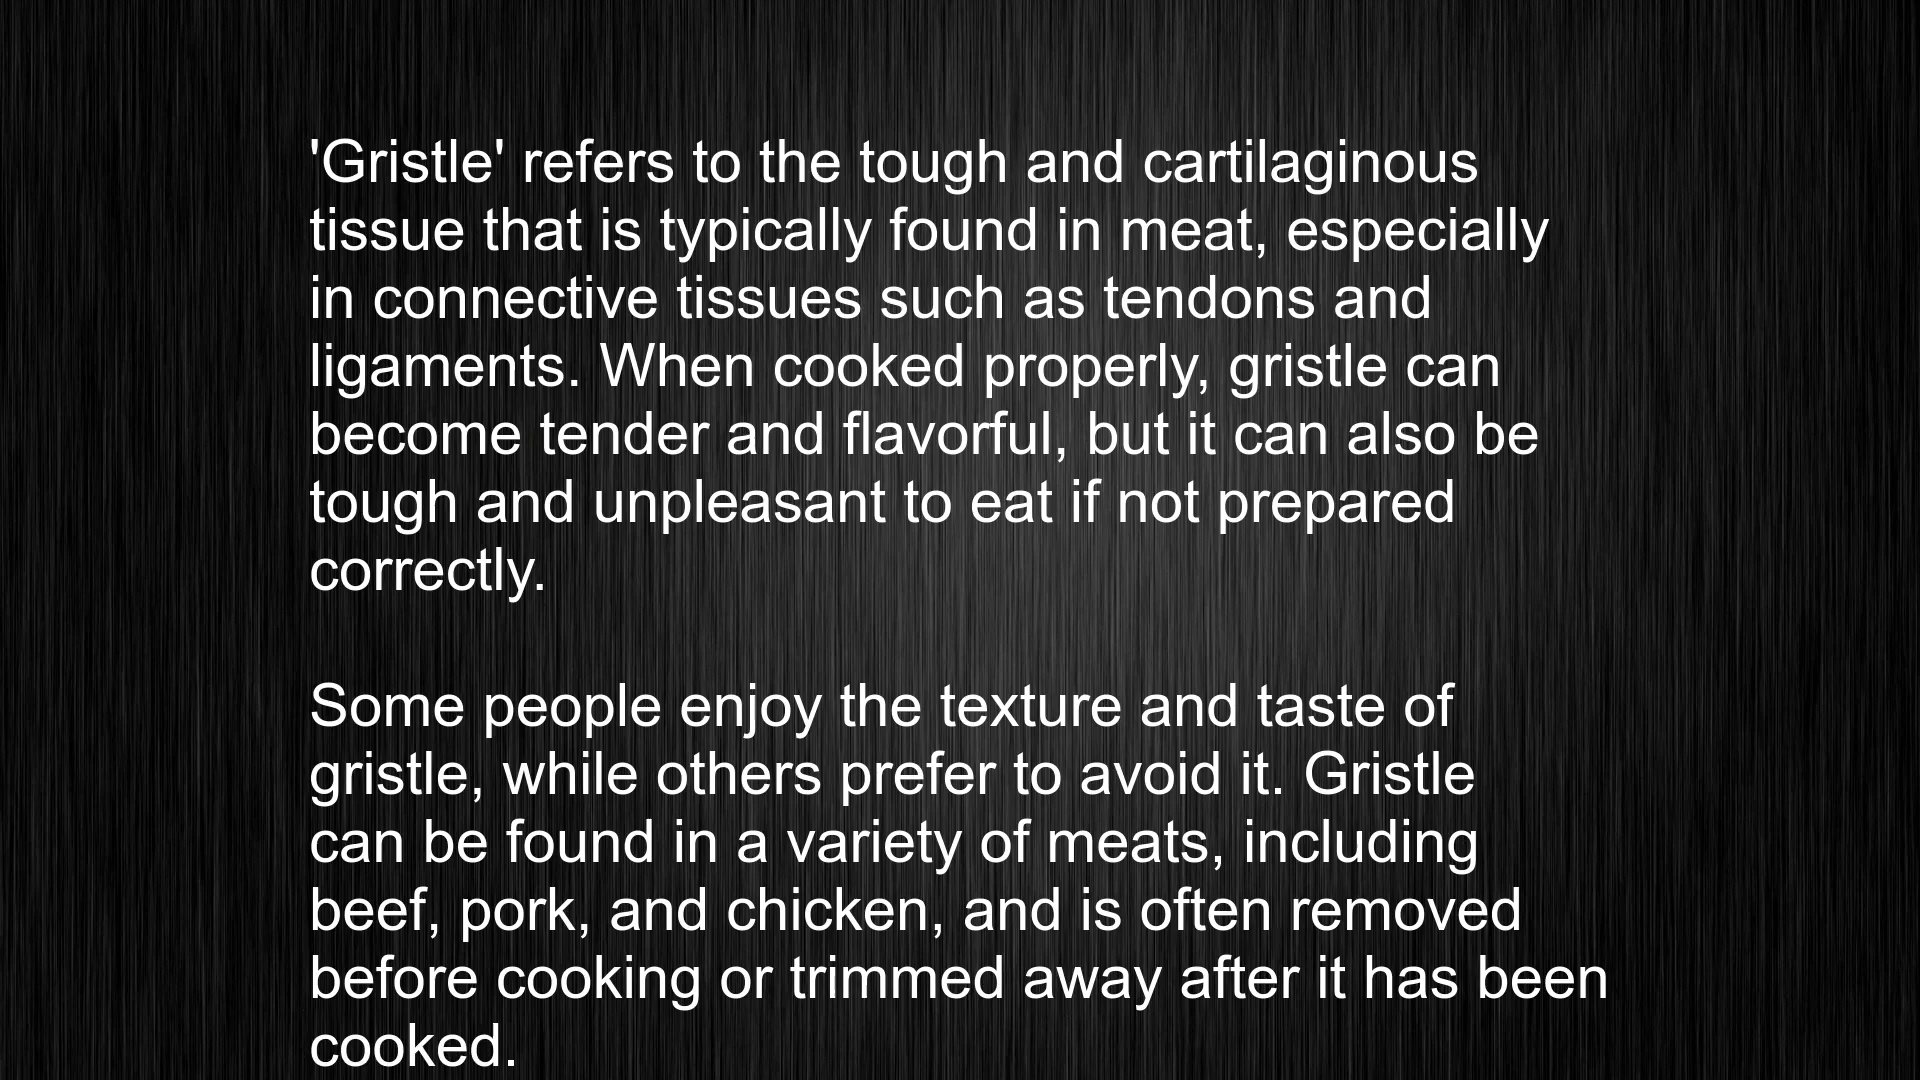 'Gristle' refers to the tough and cartilaginous
tissue that is typically found in meat, especially
in connective tissues such as tendons and
ligaments. When cooked properly, gristle can
become tender and flavorful, but it can also be
tough and unpleasant to eat if not prepared
correctly.
Some people enjoy the texture and taste of
gristle, while others prefer to avoid it. Gristle
can be found in a variety of meats, including
beef, pork, and chicken, and is often removed
before cooking or trimmed away after it has been
cooked.